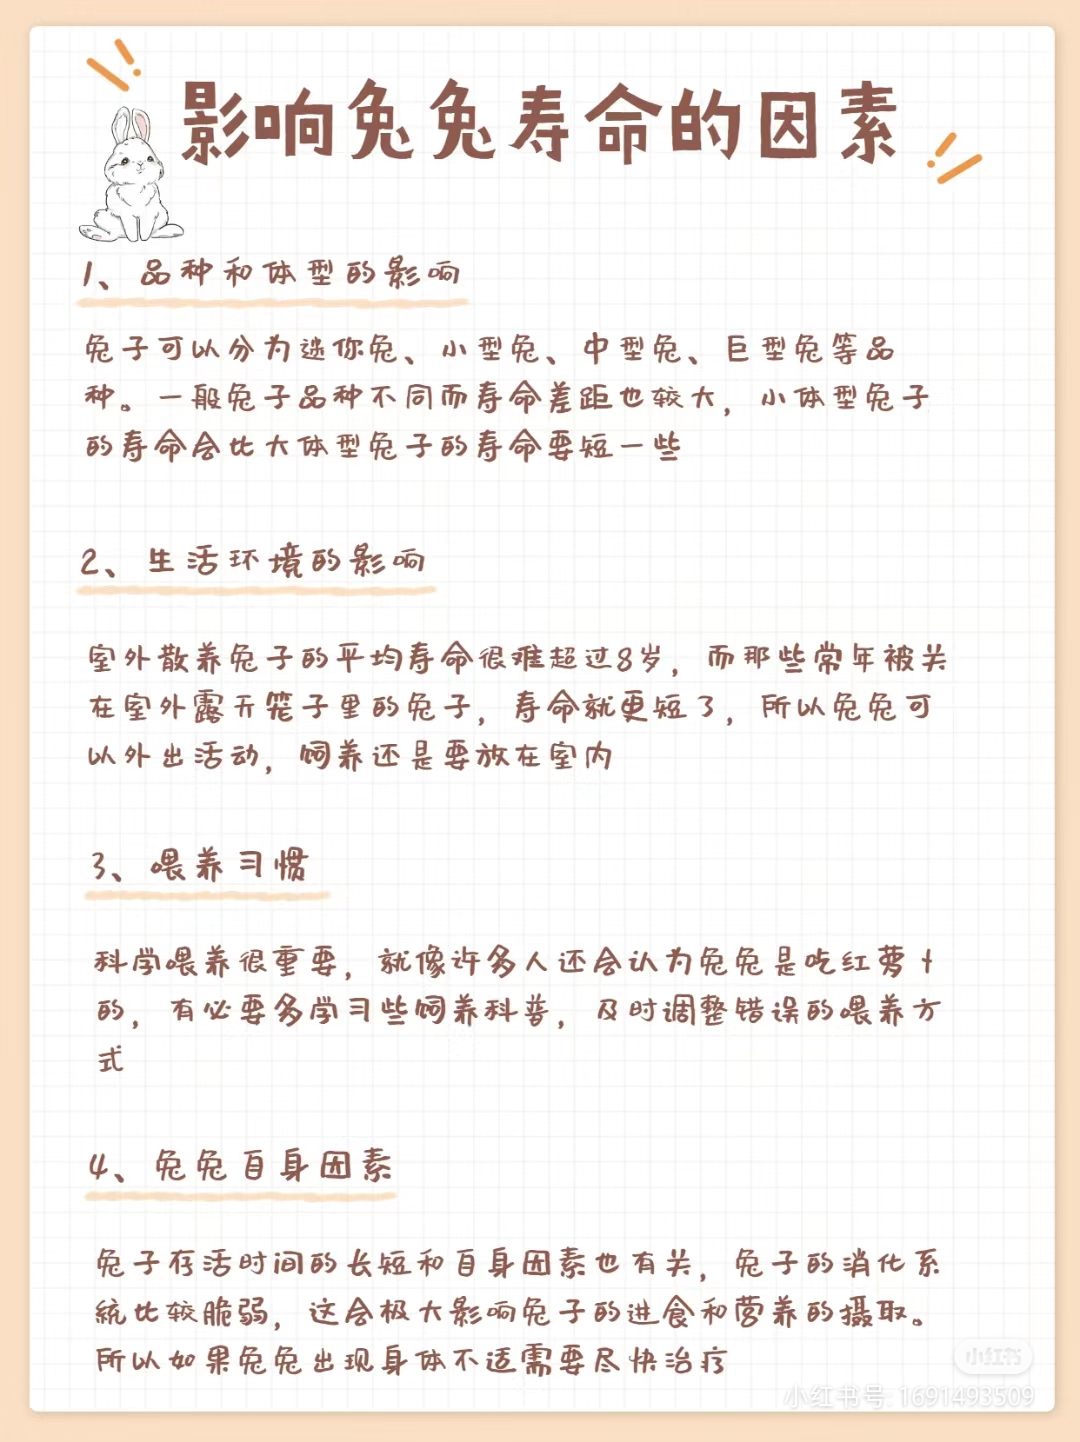 影响兔兔寿命的因素
1、品种和体型的影响
兔子可以分为迷你兔、小型兔、中型兔、巨型兔等品
种。一般兔子品种不同而寿命差距也较大，小体型兔子
的寿命会比大体型兔子的寿命要短一些
2、生活环境的影响
室外散养兔子的平均寿命很难超过8岁，而那些常年被关
在室外露天笼子里的兔子，寿命就更短了，所以兔兔可
以外出活动，饲养还是要放在室内
3、喂养习惯
科学喂养很重要，就像许多人还会认为兔兔是吃红萝卜
的，有必要多学习些饲养科普，及时调整错误的喂养方
式
4、兔兔自身因素
兔子存活时间的长短和自身因素也有关，兔子的消化系
統比较脆弱，这会极大影响兔子的进食和营养的摄取。
所以如果兔兔出现身体不适需要尽快治疗
小红书
小红书号: 1691493509